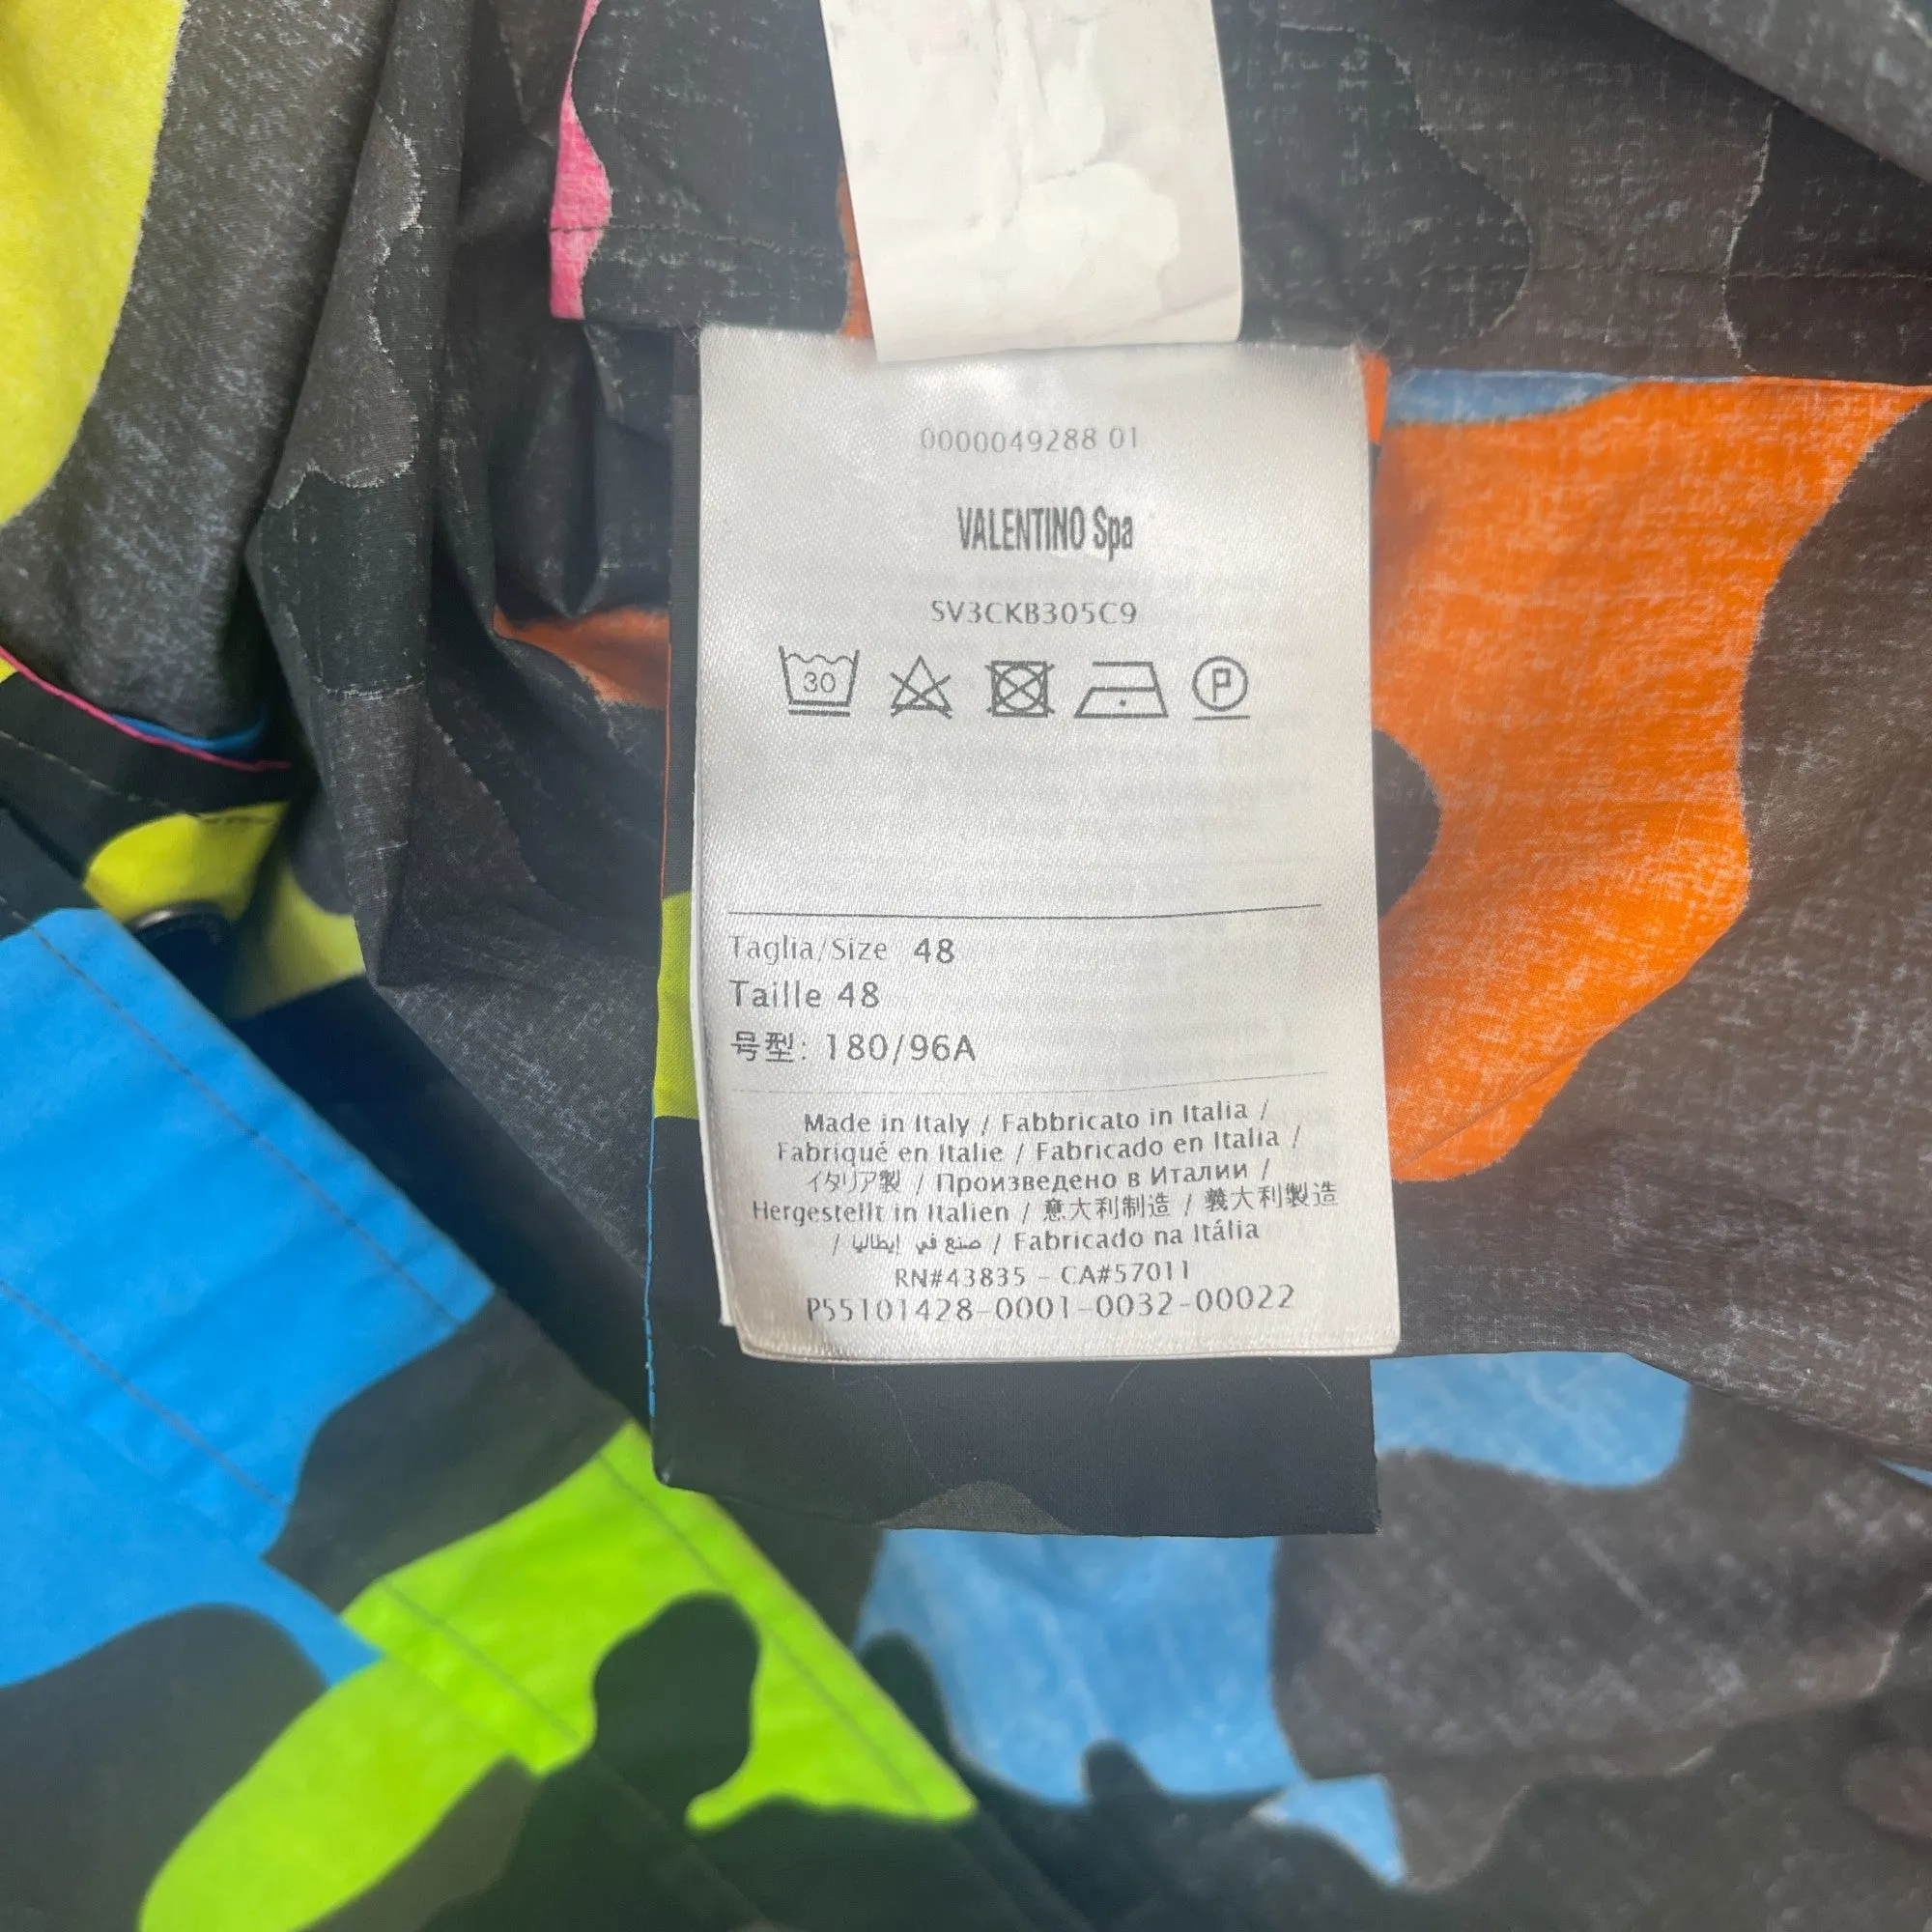 0000049288 01
VALENTINO Spa
SV3CKB305C9
30
P
Taglia/Size 48
Taille 48
号型: 180/96A
Made in Italy / Fabbricato in Italia /
Fabriqué en Italie / Fabricado en Italia /
イタリア製 / Произведено в Италии /
Hergestellt in Italien / 意大利制造 / 義大利製造
/ صنع في إيطاليا / Fabricado na Itália
RN#43835 - CA#57011
P55101428-0001-0032-00022